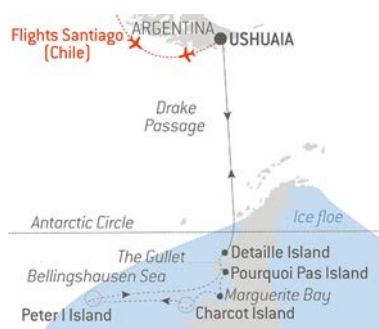 ARGENTINA
Flights Santiago
(Chile)
USHUAIA
Drake
Passage
Antarctic Circle
Ice floe
The Gullet
Detaille Island
Bellingshausen Sea
Pourquoi Pas Island
Marguerite Bay
Peter I Island
Charcot Island